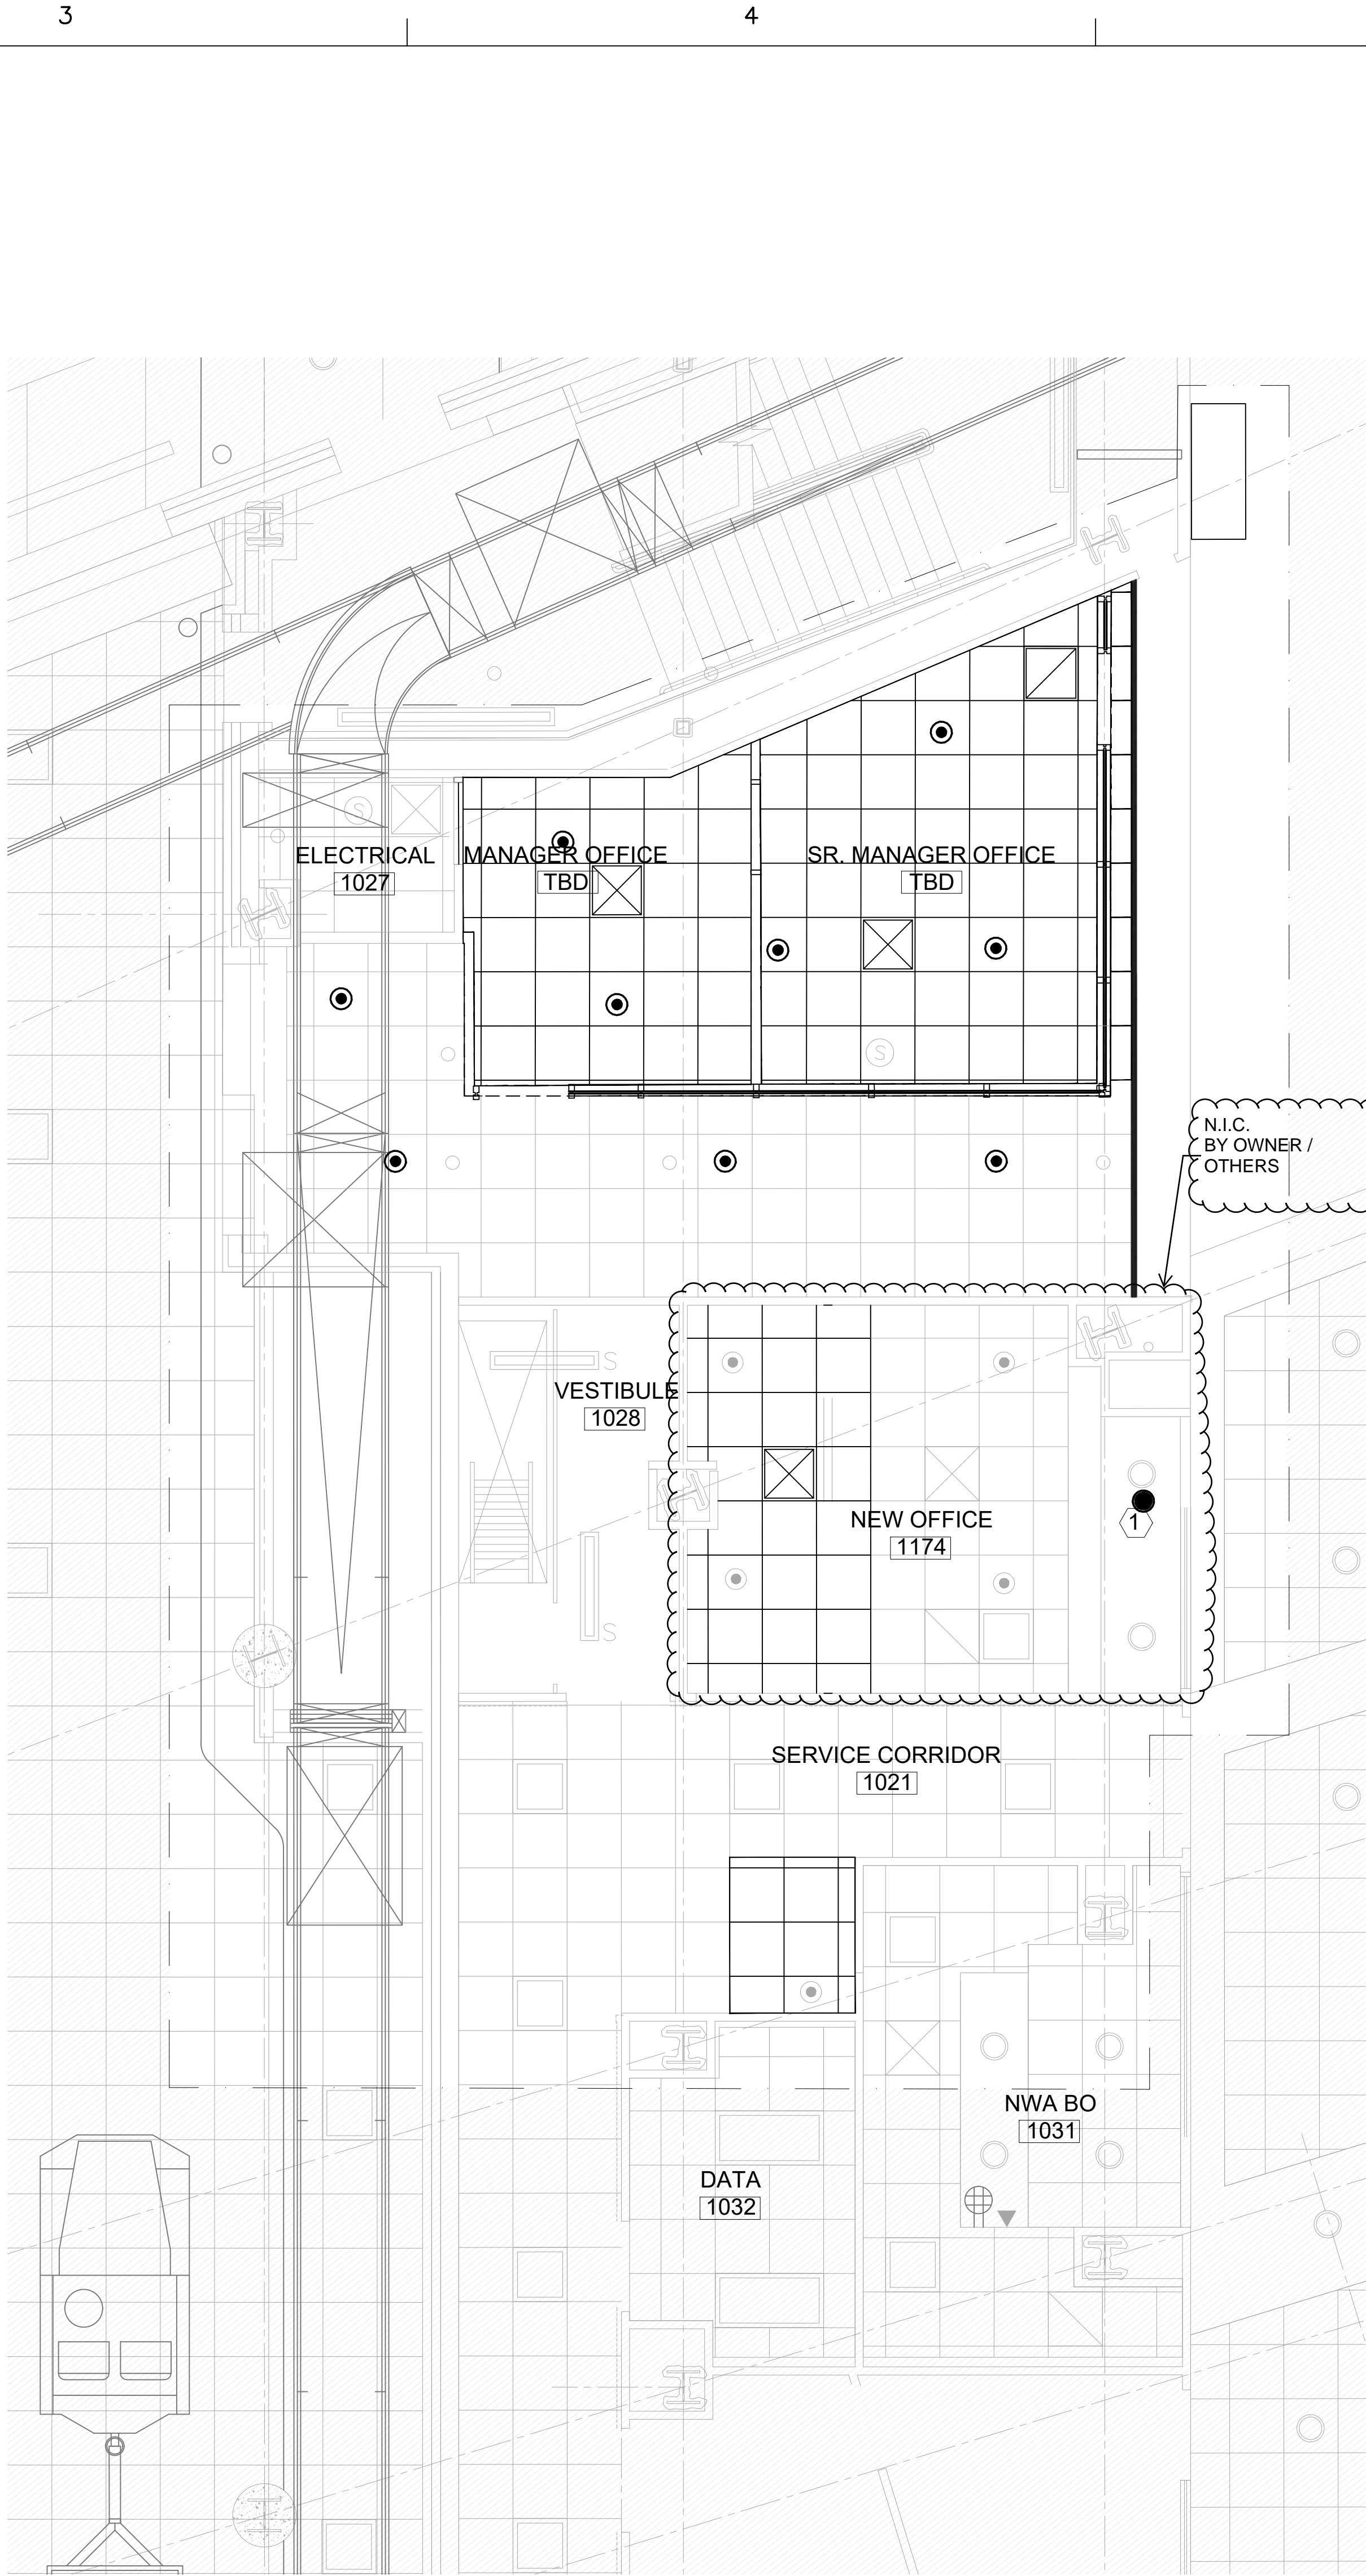 3
4
ELECTRICAL
1027
MANAGER OFFICE
TBD
SR. MANAGER OFFICE
TBD
S
S
N.I.C.
BY OWNER /
OTHERS
S
VESTIBULE
1028
S
NEW OFFICE
1174
1
SERVICE CORRIDOR
1021
NWA BO
1031
DATA
1032